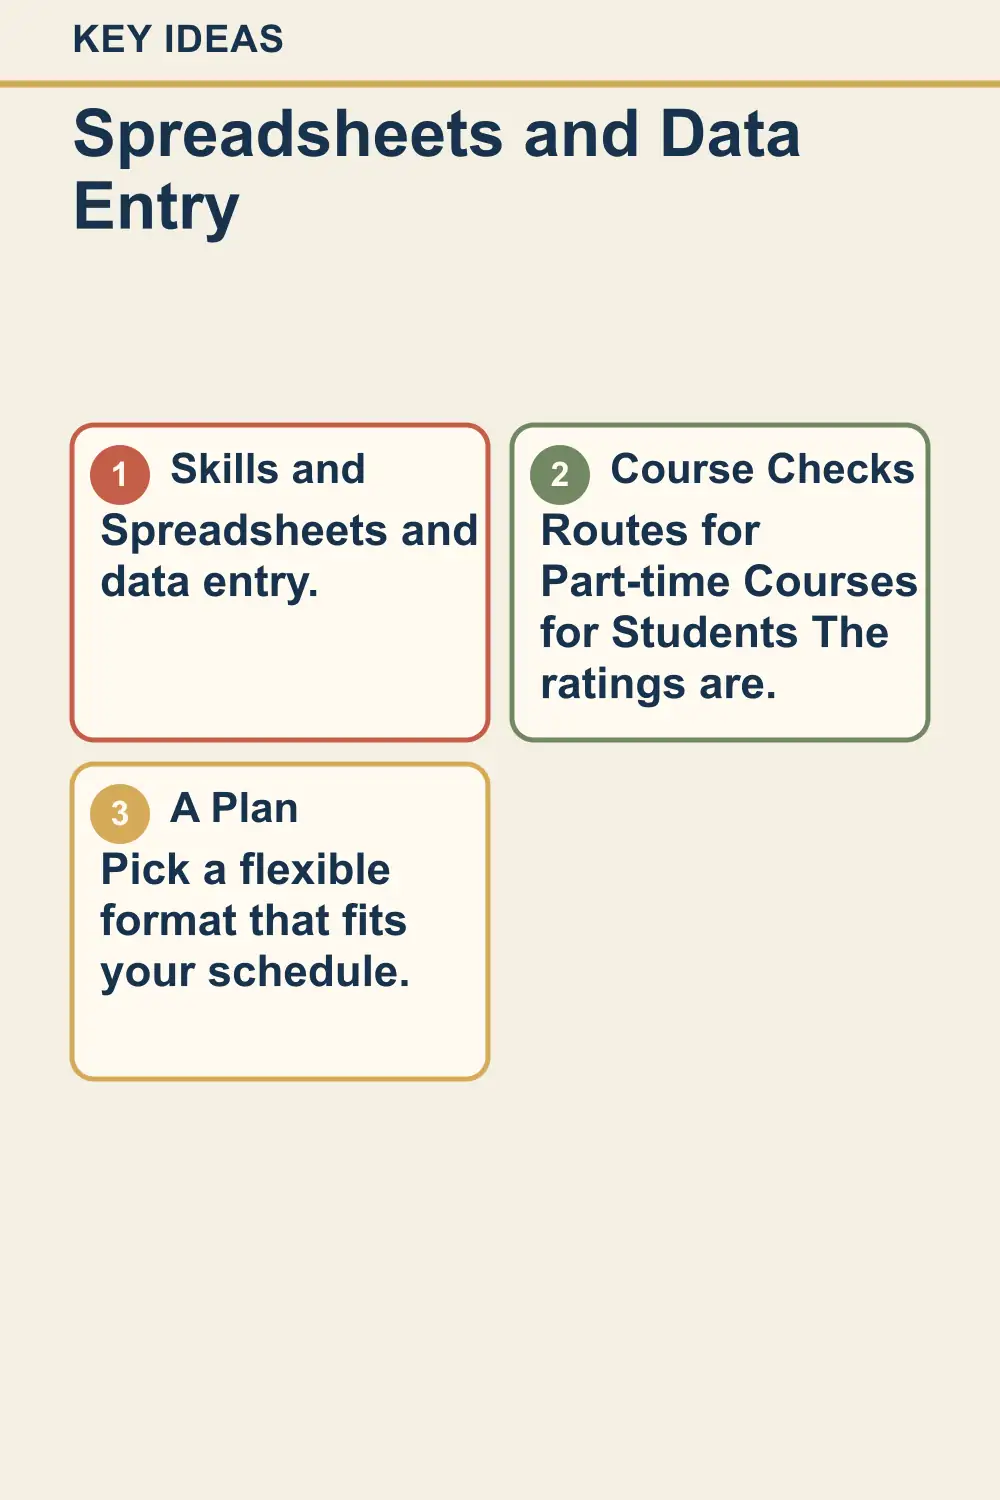 KEY IDEAS
Spreadsheets and Data
Entry
1 Skills and
Spreadsheets and
data entry.
2 Course Checks
Routes for
Part-time Courses
for Students The
ratings are.
3 A Plan
Pick a flexible
format that fits
your schedule.